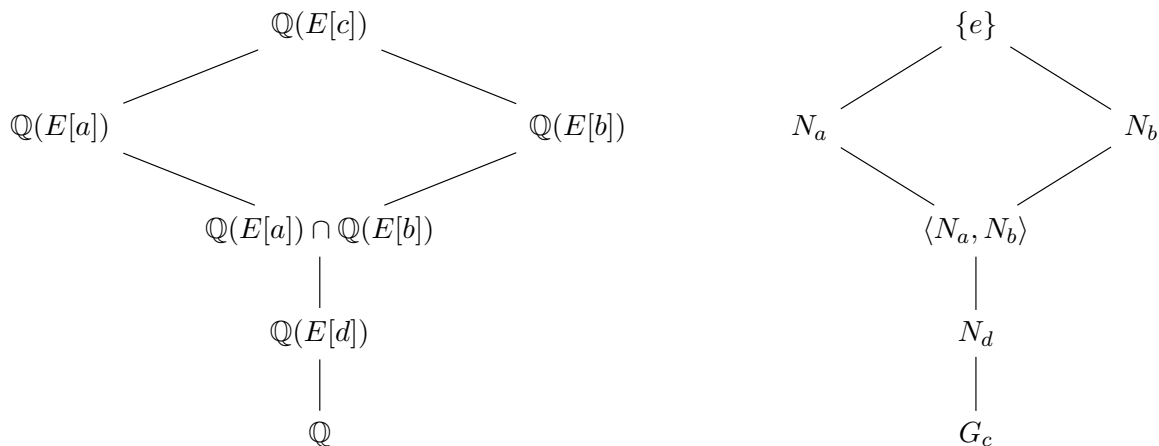 ℚ(E[c]) {e}
ℚ(E[a]) ℚ(E[b]) N_a N_b
ℚ(E[a]) ∩ ℚ(E[b]) ⟨N_a, N_b⟩
ℚ(E[d]) N_d
ℚ G_c